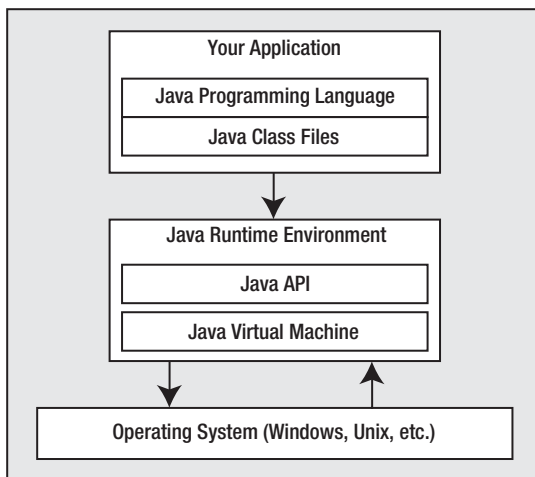 Your Application
Java Programming Language
Java Class Files
Java Runtime Environment
Java API
Java Virtual Machine
Operating System (Windows, Unix, etc.)